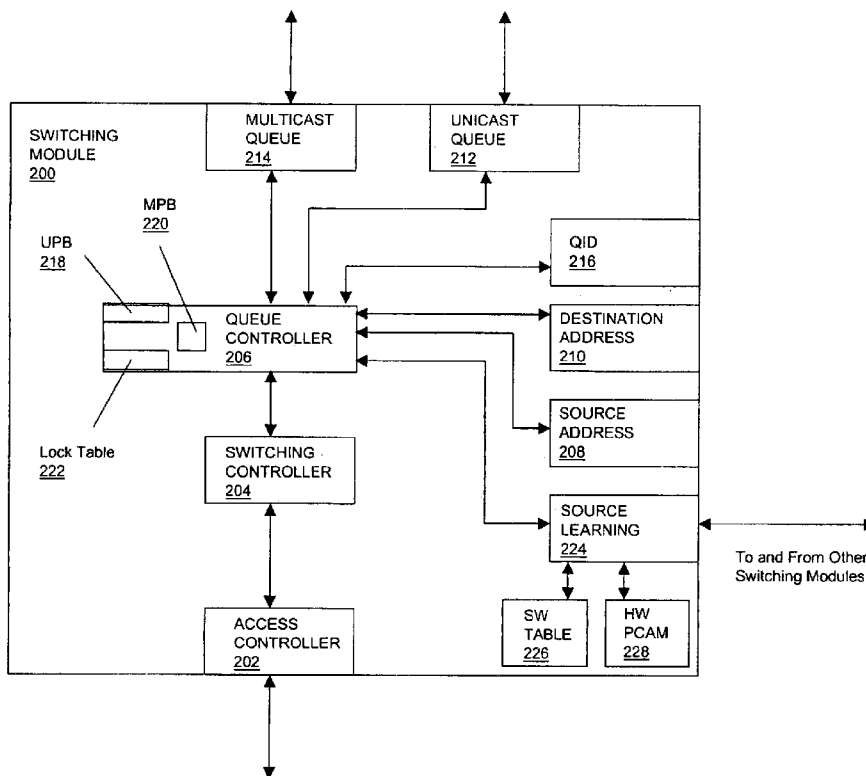 MULTICAST
QUEUE
214
UNICAST
QUEUE
212
SWITCHING
MODULE
200
MPB
220
UPB
218
QID
216
QUEUE
CONTROLLER
206
DESTINATION
ADDRESS
210
Lock Table
222
SWITCHING
CONTROLLER
204
SOURCE
ADDRESS
208
SOURCE
LEARNING
224
To and From Other
Switching Modules
SW
TABLE
226
HW
PCAM
228
ACCESS
CONTROLLER
202